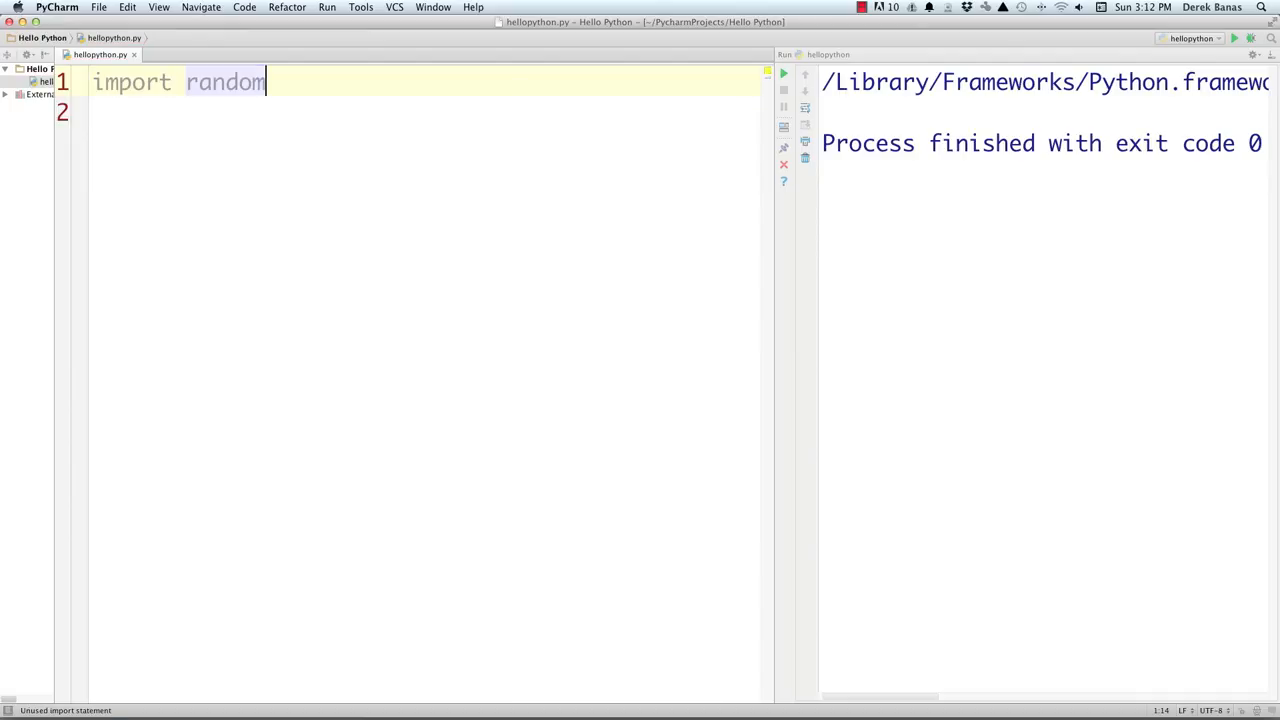 PyCharm File Edit View Navigate Code Refactor Run Tools VCS Window Help 10 Sun 3:12 PM Derek Banas
hellopython.py – Hello Python – [~/PycharmProjects/Hello Python]
Hello Python hellopython.py hellopython
hellopython.py Run hellopython
Hello P
hell
Externa
1 import random
2
/Library/Frameworks/Python.framewo
Process finished with exit code 0
Unused import statement 1:14 LF UTF-8